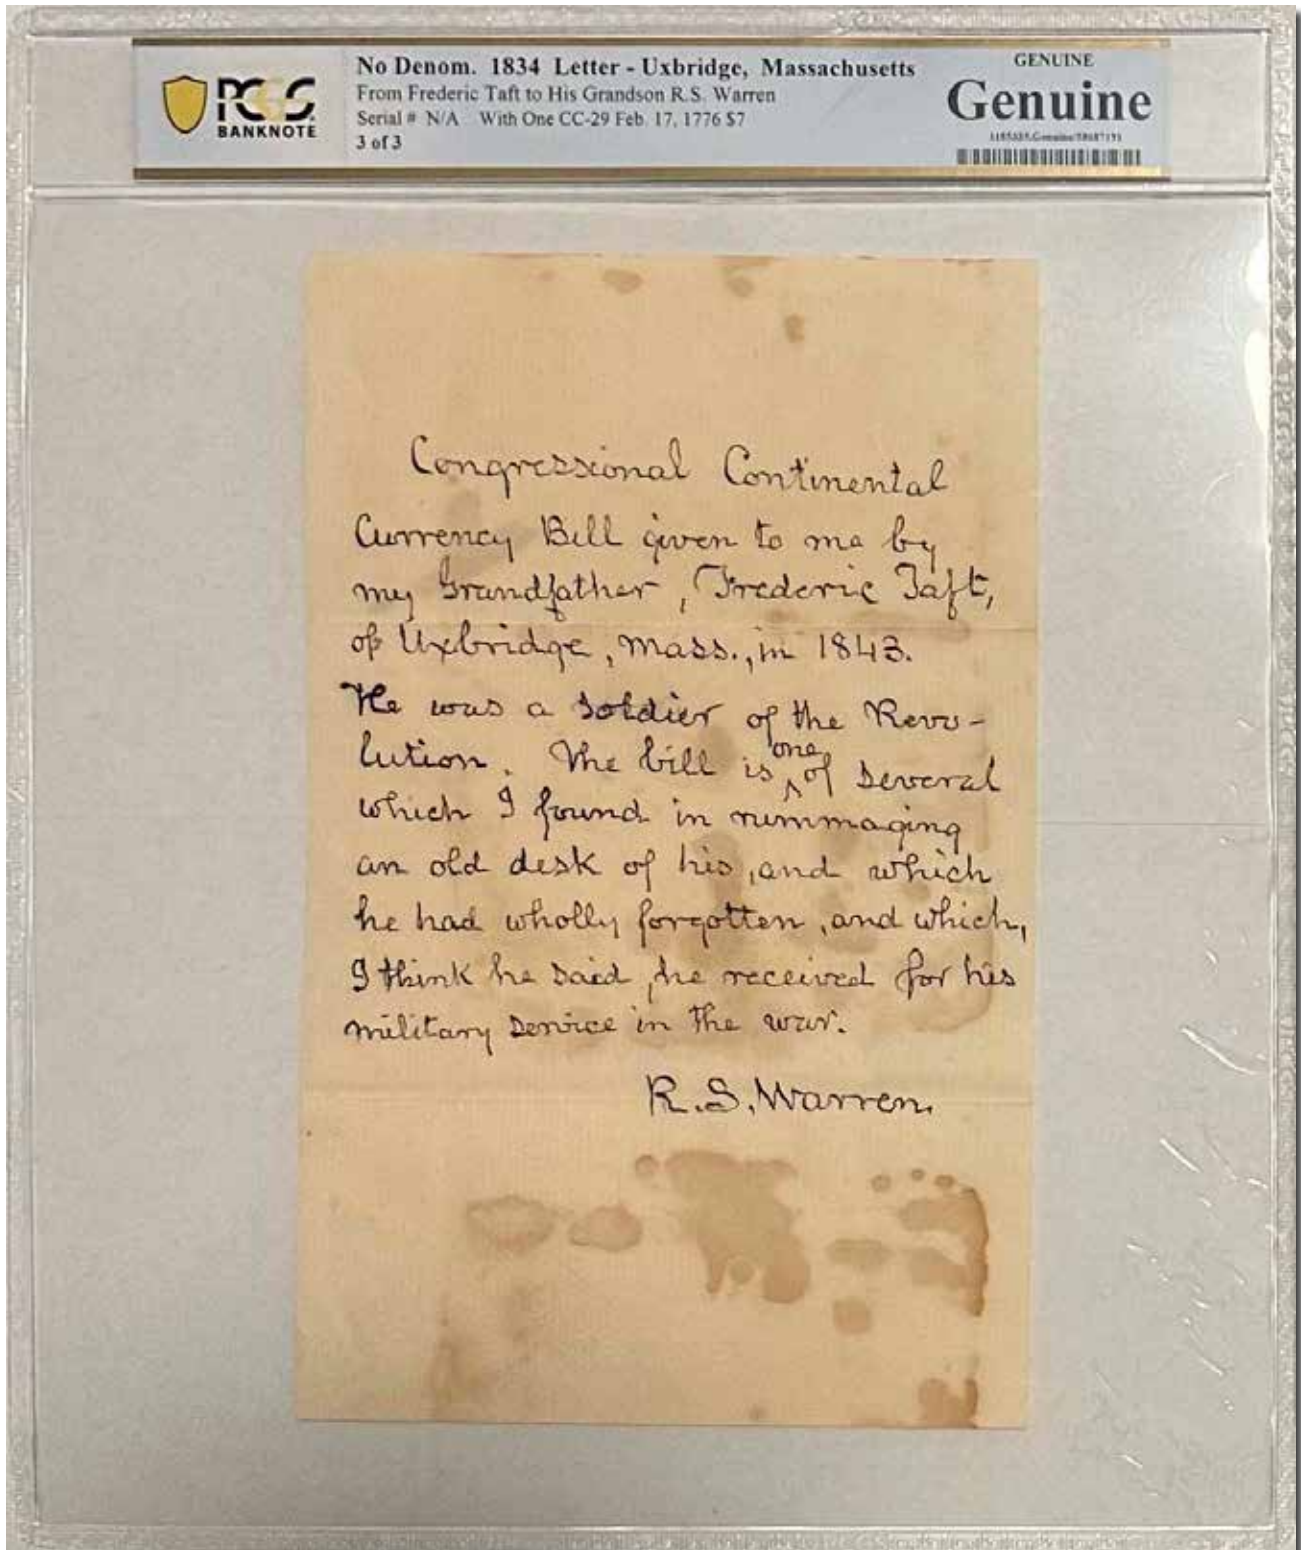 PCGS
BANKNOTE
No Denom. 1834 Letter - Uxbridge, Massachusetts
From Frederic Taft to His Grandson R.S. Warren
Serial # N/A With One CC-29 Feb. 17, 1776 $7
3 of 3
GENUINE
Genuine
Congressional Continental
Currency Bill given to me by
my Grandfather, Frederic Taft,
of Uxbridge, Mass., in 1843.
He was a soldier of the Revo-
lution. The bill is one of several
which I found in rummaging
an old desk of his, and which
he had wholly forgotten, and which,
I think he said, he received for his
military service in the war.
R.S. Warren.